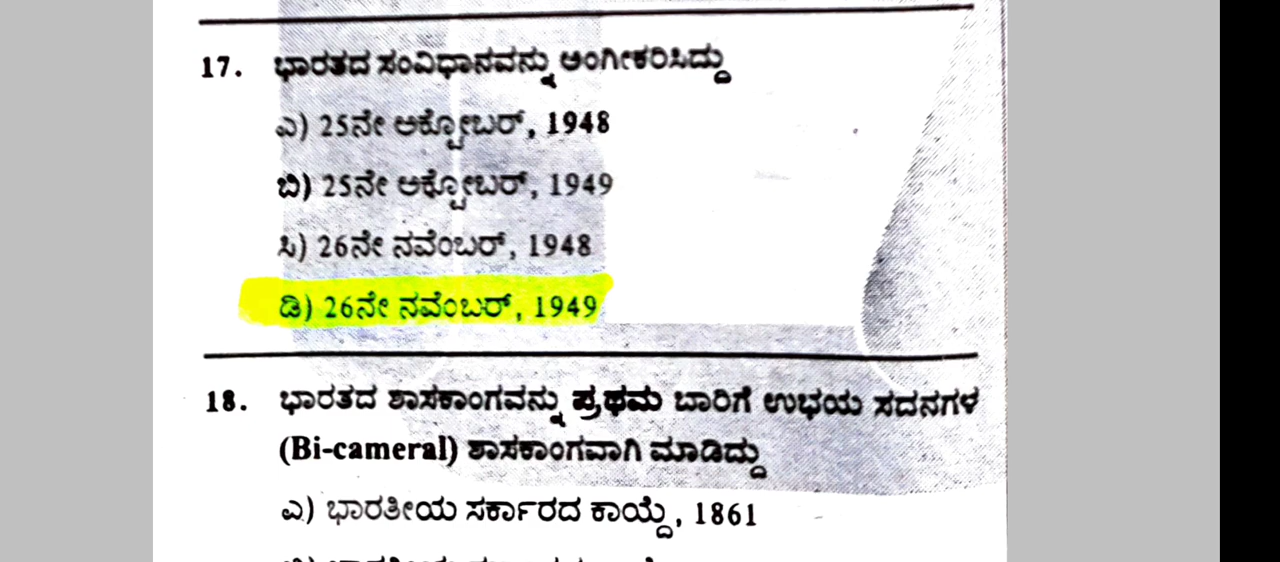 17. ಭಾರತದ ಸಂವಿಧಾನವನ್ನು ಅಂಗೀಕರಿಸಿದ್ದು
ಎ) 25ನೇ ಅಕ್ಟೋಬರ್, 1948
ಬಿ) 25ನೇ ಅಕ್ಟೋಬರ್, 1949
ಸಿ) 26ನೇ ನವೆಂಬರ್, 1948
ಡಿ) 26ನೇ ನವೆಂಬರ್, 1949
18. ಭಾರತದ ಶಾಸಕಾಂಗವನ್ನು ಪ್ರಥಮ ಬಾರಿಗೆ ಉಭಯ ಸದನಗಳ
(Bi-cameral) ಶಾಸಕಾಂಗವಾಗಿ ಮಾಡಿದ್ದು
ಎ) ಭಾರತೀಯ ಸರ್ಕಾರದ ಕಾಯ್ದೆ, 1861